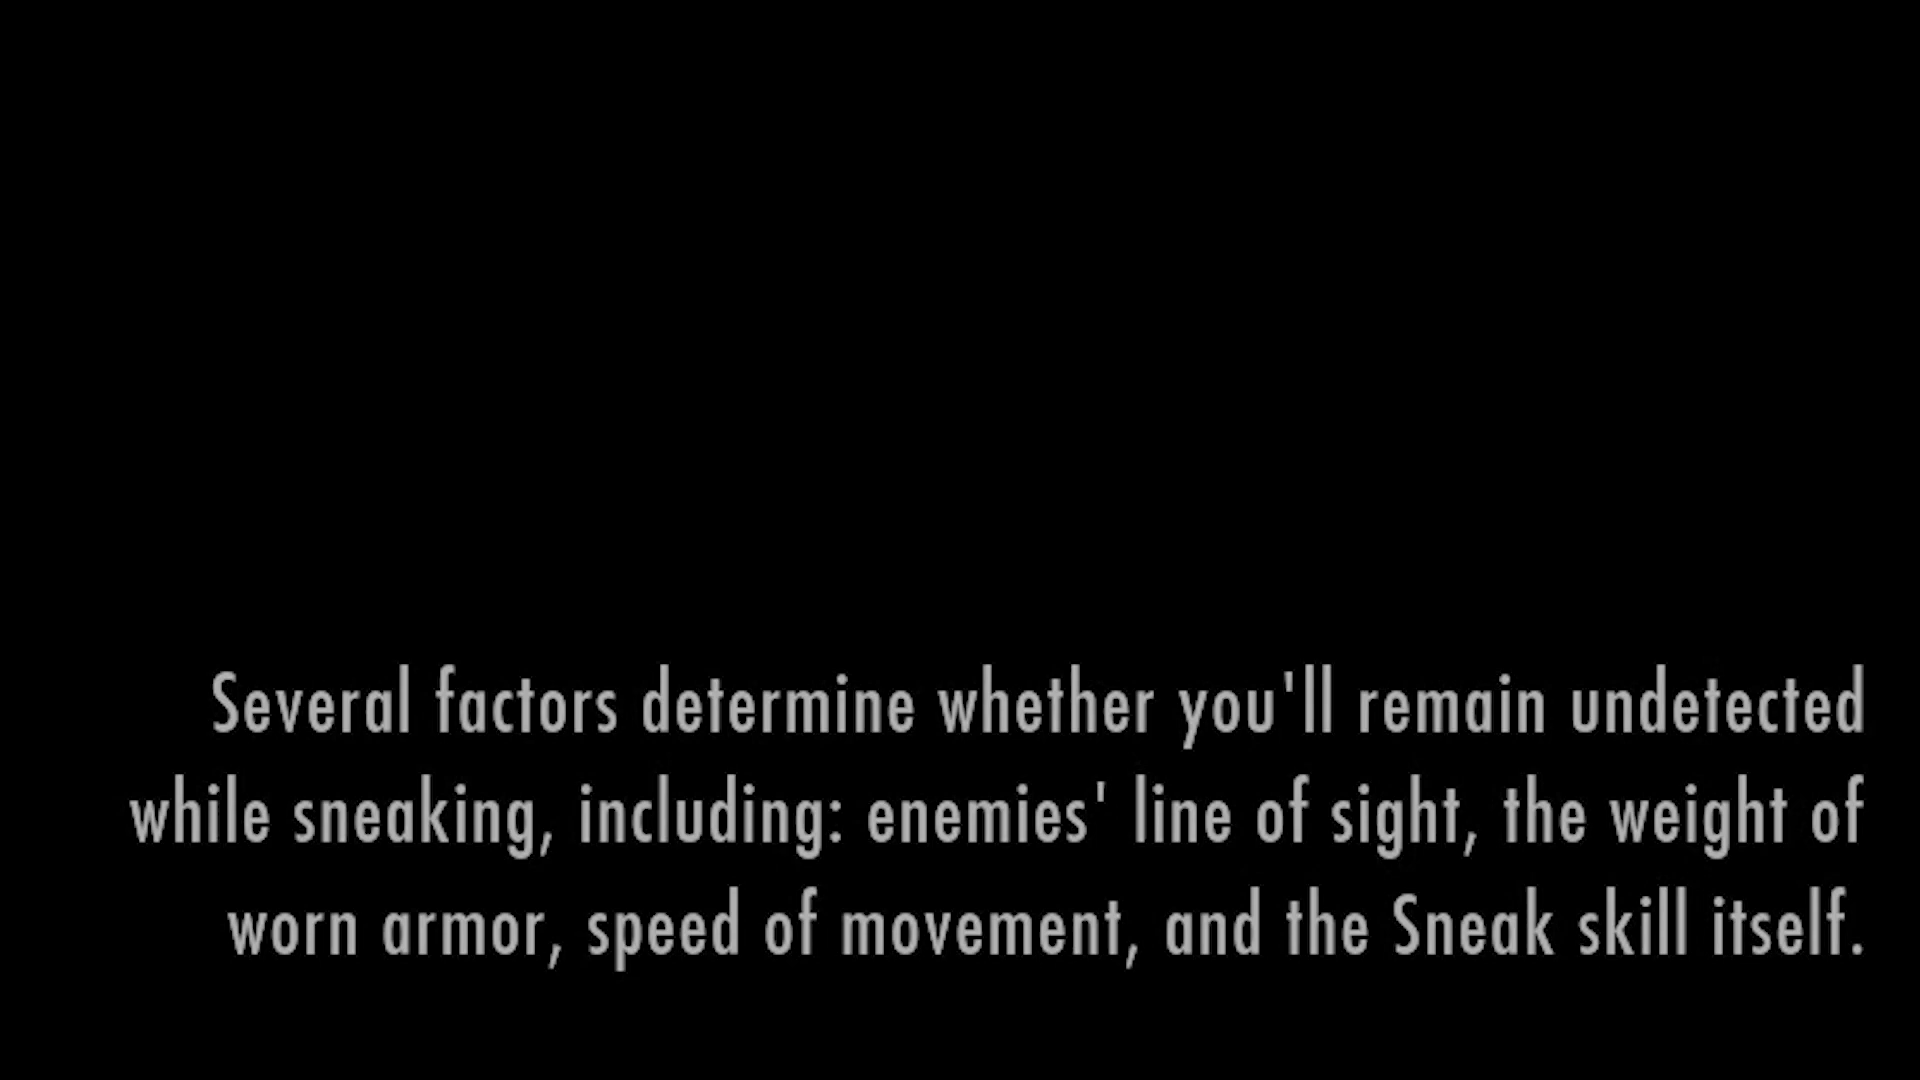 Several factors determine whether you'll remain undetected
while sneaking, including: enemies' line of sight, the weight of
worn armor, speed of movement, and the Sneak skill itself.